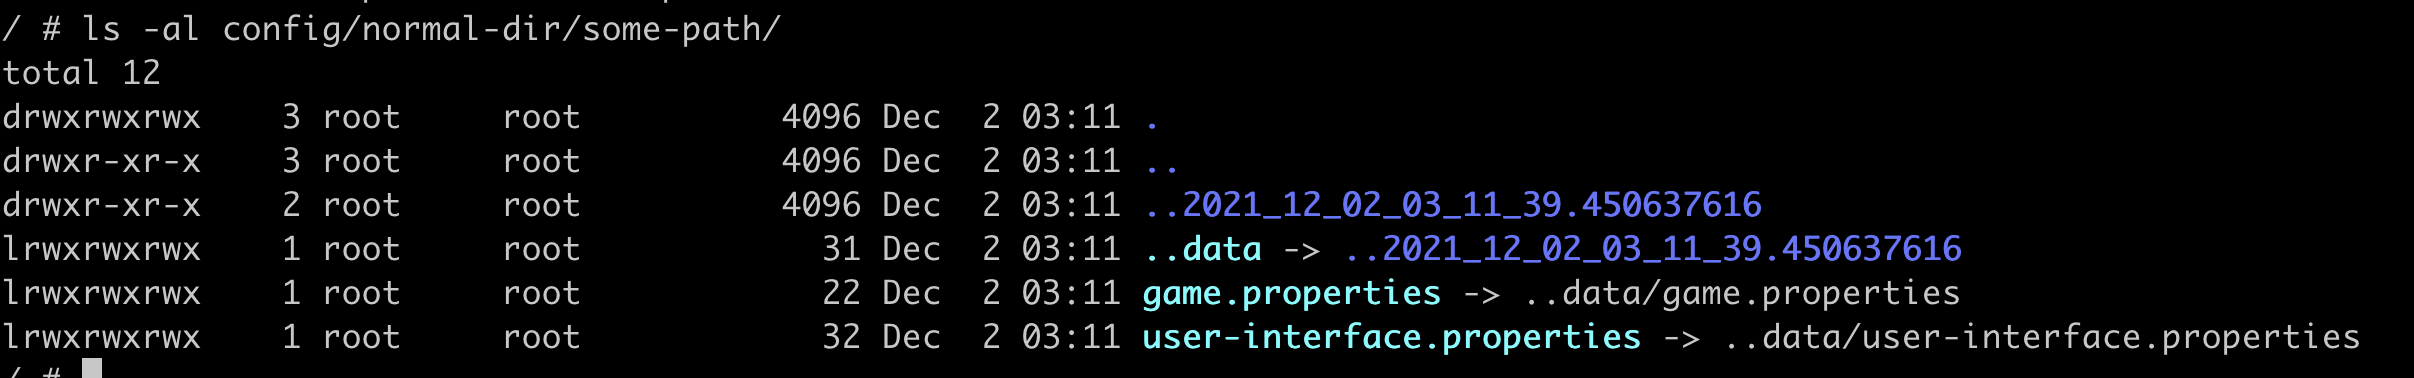 / # ls -al config/normal-dir/some-path/
total 12
drwxrwxrwx    3 root     root          4096 Dec  2 03:11 .
drwxr-xr-x    3 root     root          4096 Dec  2 03:11 ..
drwxr-xr-x    2 root     root          4096 Dec  2 03:11 ..2021_12_02_03_11_39.450637616
lrwxrwxrwx    1 root     root            31 Dec  2 03:11 ..data -> ..2021_12_02_03_11_39.450637616
lrwxrwxrwx    1 root     root            22 Dec  2 03:11 game.properties -> ..data/game.properties
lrwxrwxrwx    1 root     root            32 Dec  2 03:11 user-interface.properties -> ..data/user-interface.properties
/ #